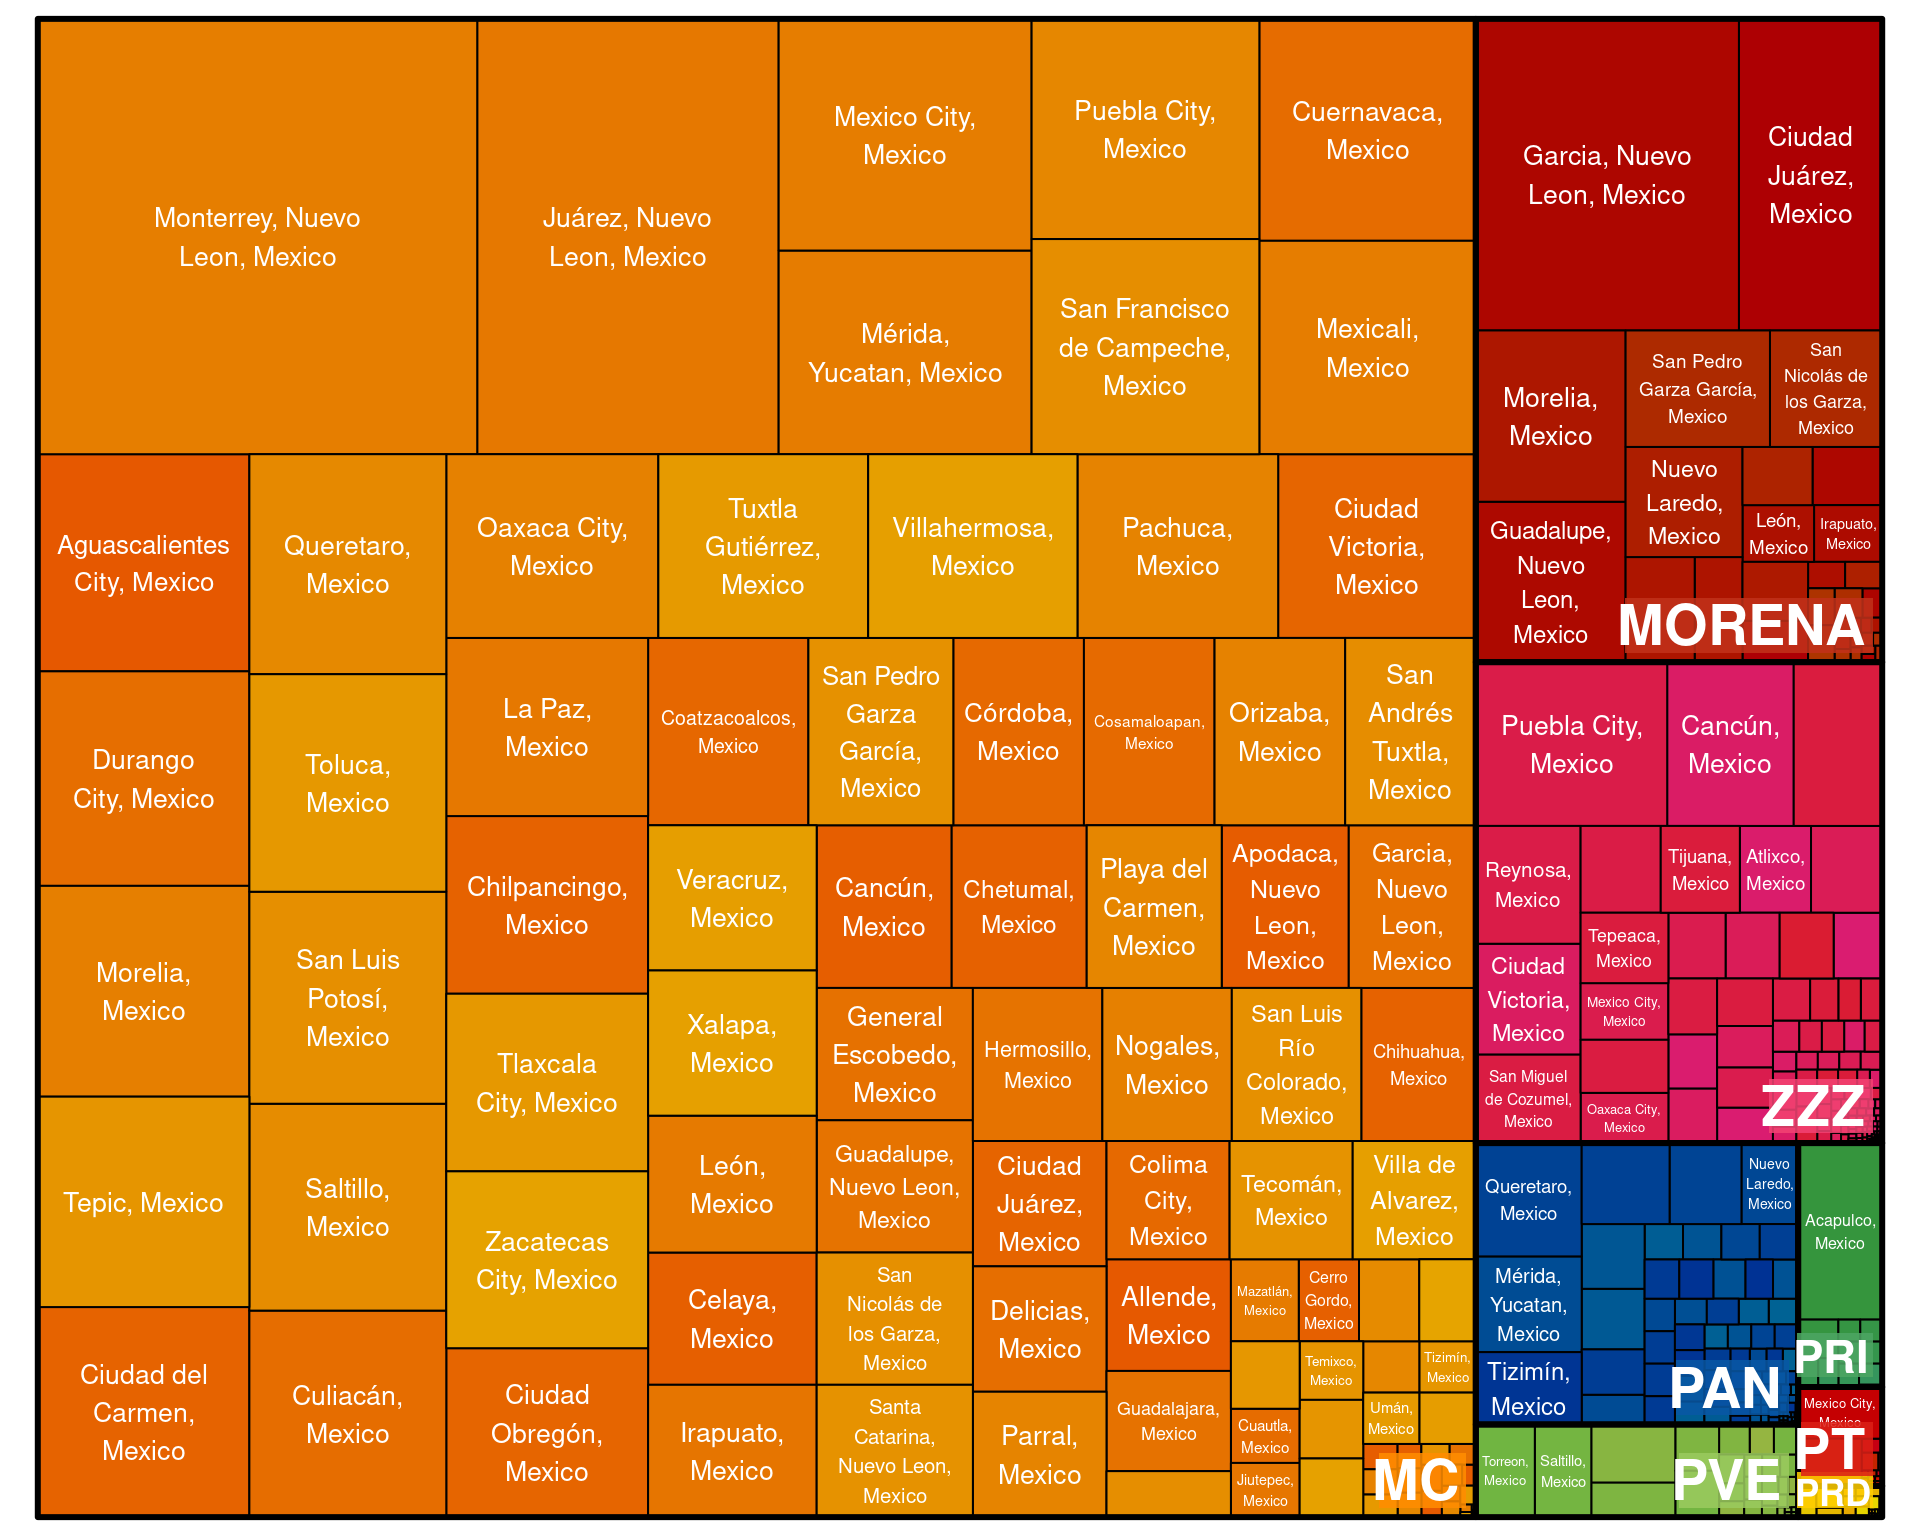 Monterrey, Nuevo
Leon, Mexico
Juárez, Nuevo
Leon, Mexico
Mexico City,
Mexico
Mérida,
Yucatan, Mexico
Puebla City,
Mexico
San Francisco
de Campeche,
Mexico
Cuernavaca,
Mexico
Mexicali,
Mexico
Aguascalientes
City, Mexico
Durango
City, Mexico
Morelia,
Mexico
Tepic, Mexico
Ciudad del
Carmen,
Mexico
Queretaro,
Mexico
Toluca,
Mexico
San Luis
Potosí,
Mexico
Saltillo,
Mexico
Culiacán,
Mexico
Oaxaca City,
Mexico
Tuxtla
Gutiérrez,
Mexico
Villahermosa,
Mexico
Pachuca,
Mexico
Ciudad
Victoria,
Mexico
La Paz,
Mexico
Chilpancingo,
Mexico
Tlaxcala
City, Mexico
Zacatecas
City, Mexico
Ciudad
Obregón,
Mexico
Coatzacoalcos,
Mexico
San Pedro
Garza
García,
Mexico
Córdoba,
Mexico
Cosamaloapan,
Mexico
Orizaba,
Mexico
San
Andrés
Tuxtla,
Mexico
Veracruz,
Mexico
Xalapa,
Mexico
León,
Mexico
Celaya,
Mexico
Irapuato,
Mexico
Cancún,
Mexico
Chetumal,
Mexico
Playa del
Carmen,
Mexico
Apodaca,
Nuevo
Leon,
Mexico
Garcia,
Nuevo
Leon,
Mexico
General
Escobedo,
Mexico
Guadalupe,
Nuevo Leon,
Mexico
San
Nicolás de
los Garza,
Mexico
Santa
Catarina,
Nuevo Leon,
Mexico
Hermosillo,
Mexico
Nogales,
Mexico
San Luis
Río
Colorado,
Mexico
Chihuahua,
Mexico
Ciudad
Juárez,
Mexico
Delicias,
Mexico
Parral,
Mexico
Colima
City,
Mexico
Tecomán,
Mexico
Villa de
Alvarez,
Mexico
Allende,
Mexico
Guadalajara,
Mexico
Mazatlán,
Mexico
Cerro
Gordo,
Mexico
Temixco,
Mexico
Tizimín,
Mexico
Cuautla,
Mexico
Umán,
Mexico
Jiutepec,
Mexico
MC
Garcia, Nuevo
Leon, Mexico
Ciudad
Juárez,
Mexico
Morelia,
Mexico
San Pedro
Garza García,
Mexico
San
Nicolás de
los Garza,
Mexico
Guadalupe,
Nuevo
Leon,
Mexico
Nuevo
Laredo,
Mexico
León,
Mexico
Irapuato,
Mexico
MORENA
Puebla City,
Mexico
Cancún,
Mexico
Reynosa,
Mexico
Tijuana,
Mexico
Atlixco,
Mexico
Ciudad
Victoria,
Mexico
Tepeaca,
Mexico
Mexico City,
Mexico
San Miguel
de Cozumel,
Mexico
Oaxaca City,
Mexico
ZZZ
Queretaro,
Mexico
Nuevo
Laredo,
Mexico
Mérida,
Yucatan,
Mexico
Tizimín,
Mexico
PAN
Acapulco,
Mexico
PRI
Mexico City,
Mexico
PT
Torreon,
Mexico
Saltillo,
Mexico
PVE
PRD